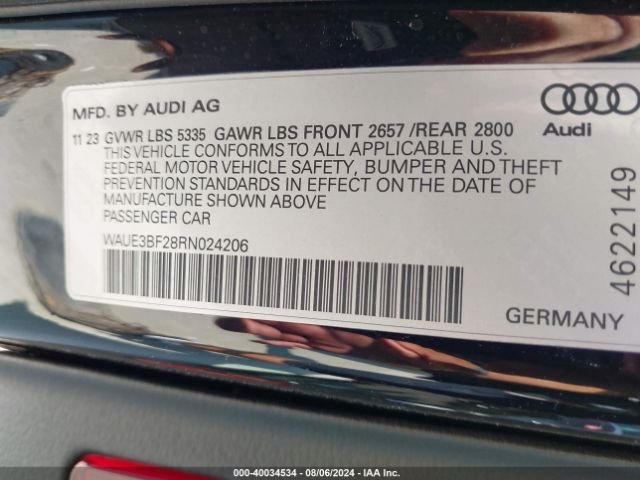 MFD. BY AUDI AG
Audi
11 23 GVWR LBS 5335 GAWR LBS FRONT 2657 /REAR 2800
THIS VEHICLE CONFORMS TO ALL APPLICABLE U.S.
FEDERAL MOTOR VEHICLE SAFETY, BUMPER AND THEFT
PREVENTION STANDARDS IN EFFECT ON THE DATE OF
MANUFACTURE SHOWN ABOVE
PASSENGER CAR
WAUE3BF28RN024206
4622149
GERMANY
000-40034534 - 08/06/2024 - IAA Inc.